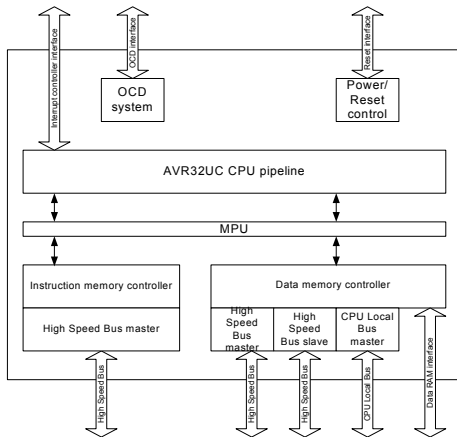 Interrupt controller interface
OCD interface
Reset interface
OCD
system
Power/
Reset
control
AVR32UC CPU pipeline
MPU
Instruction memory controller
High Speed Bus master
Data memory controller
High
Speed
Bus
master
High
Speed
Bus slave
CPU Local
Bus
master
High Speed Bus
High Speed Bus
High Speed Bus
CPU Local Bus
Data RAM interface